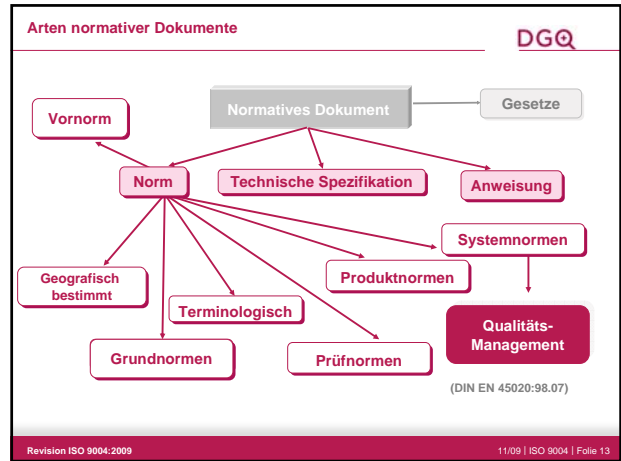 Arten normativer Dokumente
DGQ
Normatives Dokument
Gesetze
Vornorm
Norm
Technische Spezifikation
Anweisung
Systemnormen
Geografisch
bestimmt
Produktnormen
Terminologisch
Qualitäts-
Management
Grundnormen
Prüfnormen
(DIN EN 45020:98.07)
Revision ISO 9004:2009
11/09 | ISO 9004 | Folie 13